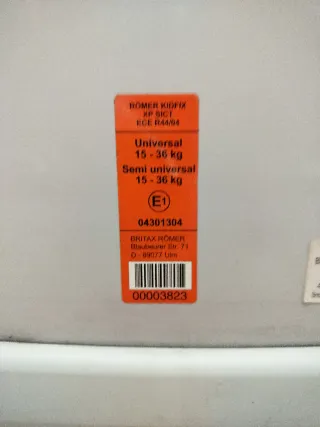 RÖMER KIDFIX
XP SICT
ECE R44/04
Universal
15 - 36 kg
Semi universal
15 - 36 kg
E1
04301304
BRITAX RÖMER
Blaubeurer Str. 71
D - 89077 Ulm
00003823